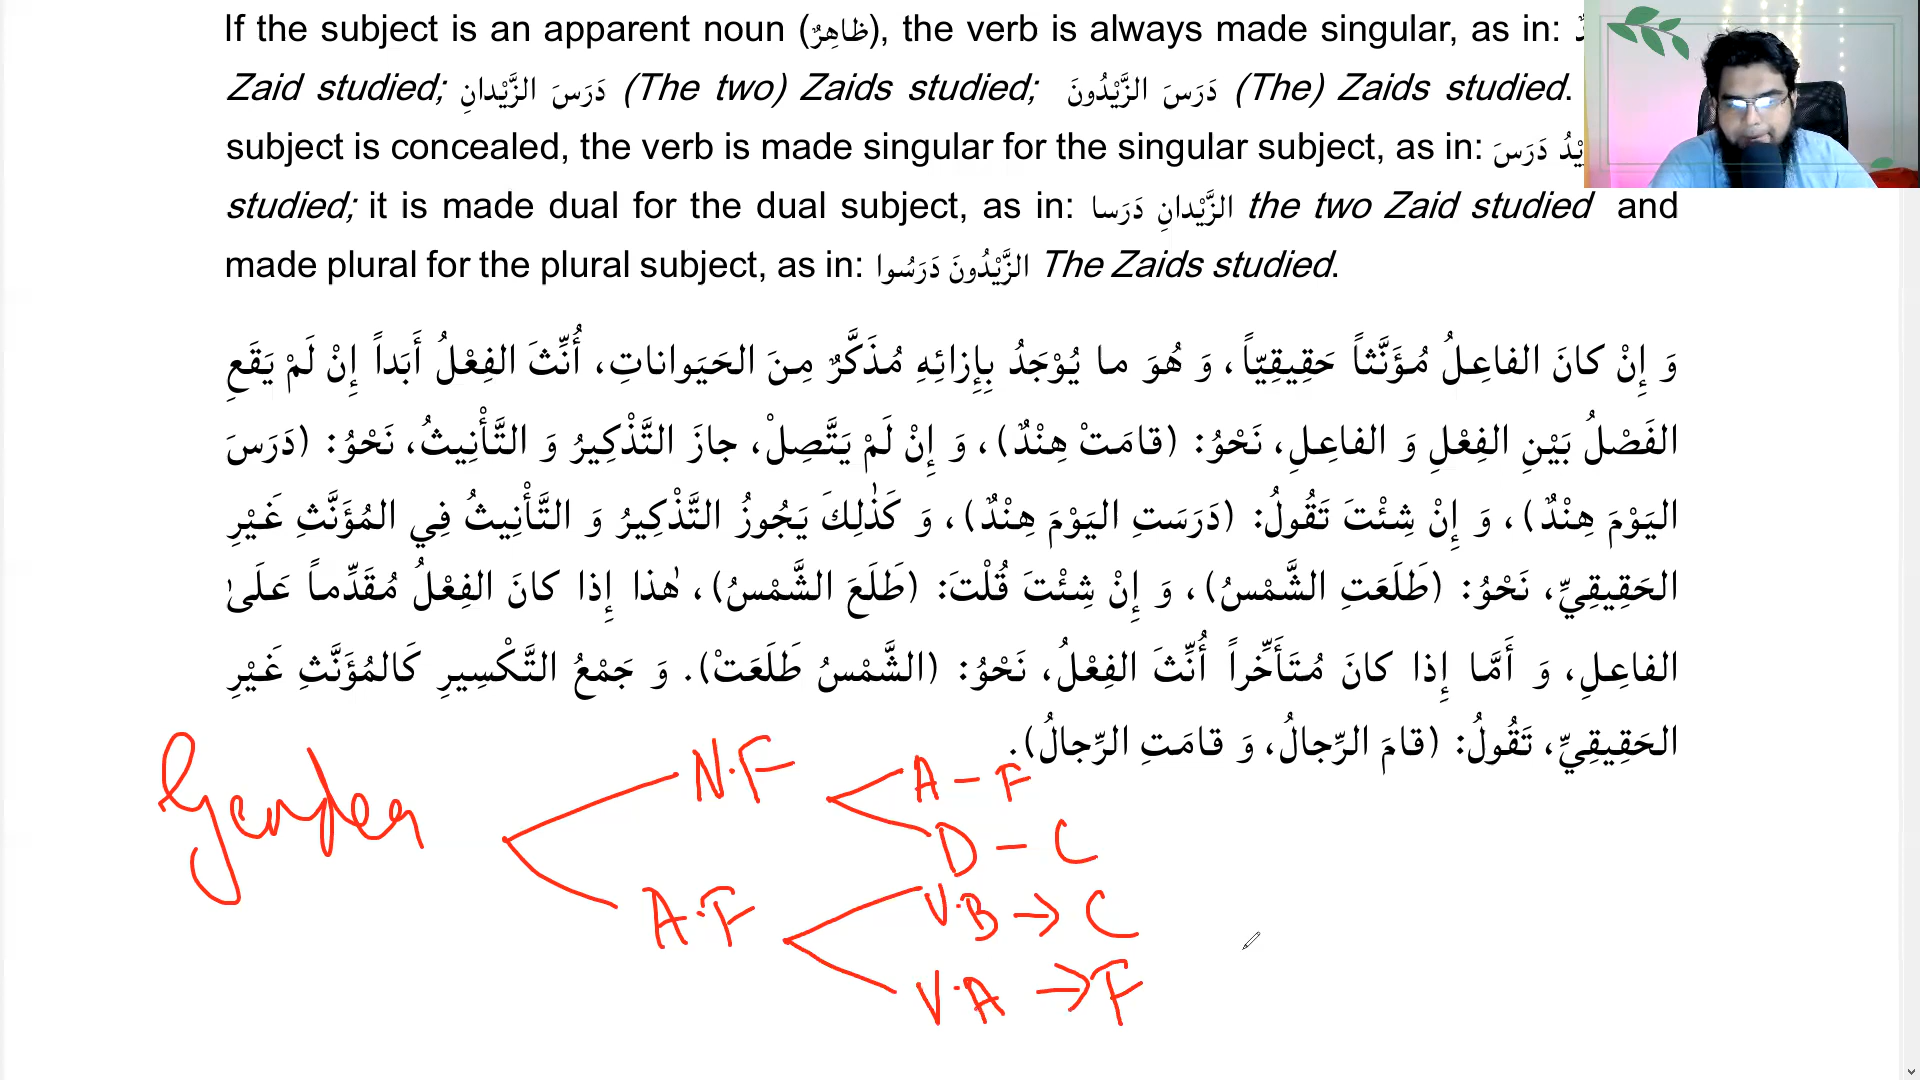 If the subject is an apparent noun (ظاهِرٌ), the verb is always made singular, as in:
Zaid studied; دَرَسَ الزَّيْدانِ (The two) Zaids studied; دَرَسَ الزَّيْدُونَ (The) Zaids studied.
subject is concealed, the verb is made singular for the singular subject, as in: دَرَسَ
studied; it is made dual for the dual subject, as in: الزَّيْدانِ دَرَسا the two Zaid studied and
made plural for the plural subject, as in: الزَّيْدُونَ دَرَسُوا The Zaids studied.
وَ إِنْ كانَ الفاعِلُ مُؤَنَّثاً حَقِيقِيّاً، وَ هُوَ ما يُوْجَدُ بِإِزائِهِ مُذَكَّرٌ مِنَ الحَيَواناتِ، أُنِّثَ الفِعْلُ أَبَداً إِنْ لَمْ يَقَعِ
الفَصْلُ بَيْنِ الفِعْلِ وَ الفاعِلِ، نَحْوُ: (قامَتْ هِنْدٌ)، وَ إِنْ لَمْ يَتَّصِلْ، جازَ التَّذْكِيرُ وَ التَّأْنِيثُ، نَحْوُ: (دَرَسَ
اليَوْمَ هِنْدٌ)، وَ إِنْ شِئْتَ تَقُولُ: (دَرَسَتِ اليَوْمَ هِنْدٌ)، وَ كَذٰلِكَ يَجُوزُ التَّذْكِيرُ وَ التَّأْنِيثُ فِي المُؤَنَّثِ غَيْرِ
الحَقِيقِيِّ، نَحْوُ: (طَلَعَتِ الشَّمْسُ)، وَ إِنْ شِئْتَ قُلْتَ: (طَلَعَ الشَّمْسُ)، هٰذا إِذا كانَ الفِعْلُ مُقَدِّماً عَلَىٰ
الفاعِلِ، وَ أَمَّا إِذا كانَ مُتَأَخِّراً أُنِّثَ الفِعْلُ، نَحْوُ: (الشَّمْسُ طَلَعَتْ). وَ جَمْعُ التَّكْسِيرِ كَالمُؤَنَّثِ غَيْرِ
الحَقِيقِيِّ، تَقُولُ: (قامَ الرِّجالُ، وَ قامَتِ الرِّجالُ).
Gender
N.F
A - F
D - C
A.F
V.B → C
V.A → F